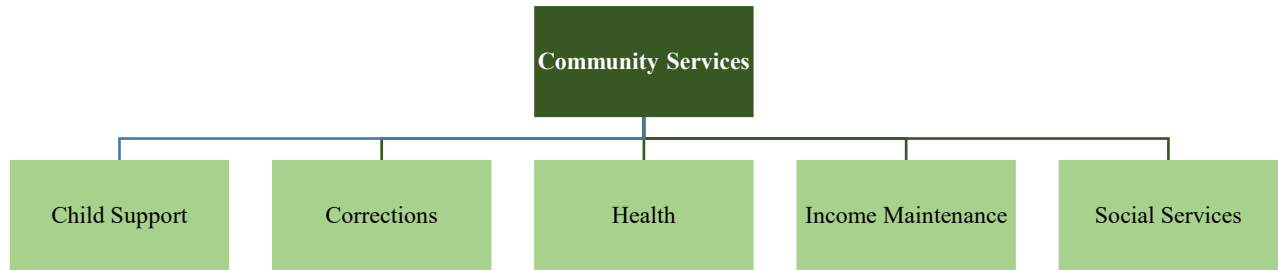 Community Services
Child Support
Corrections
Health
Income Maintenance
Social Services